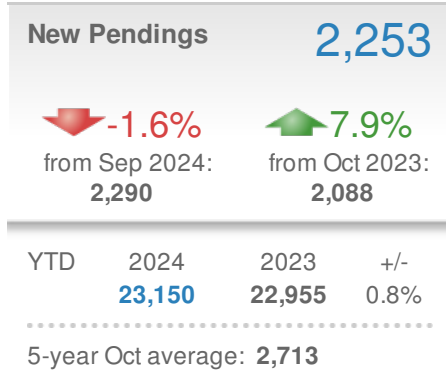 New Pendings 2,253
-1.6% 7.9%
from Sep 2024: from Oct 2023:
2,290 2,088
YTD 2024 2023 +/-
23,150 22,955 0.8%
5-year Oct average: 2,713